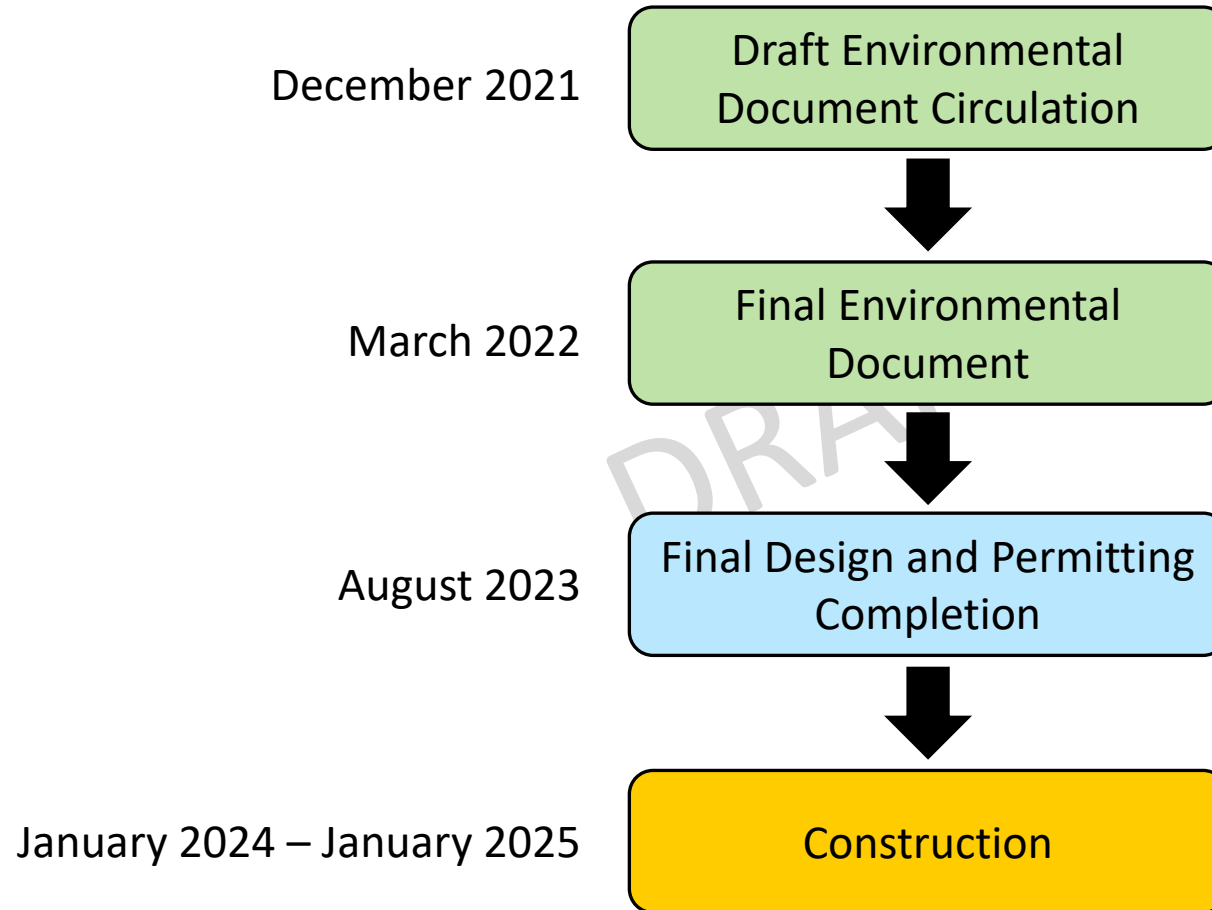 December 2021
Draft Environmental
Document Circulation
March 2022
Final Environmental
Document
DRA
August 2023
Final Design and Permitting
Completion
January 2024 – January 2025
Construction